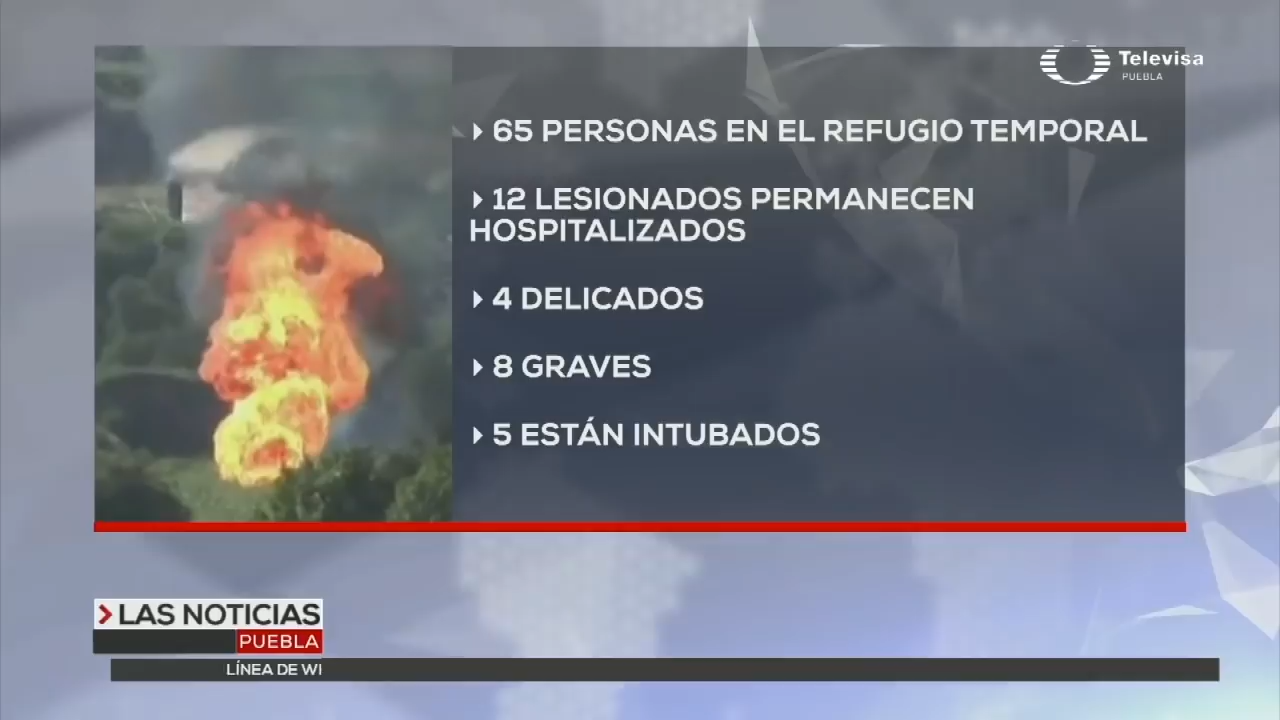 Televisa
PUEBLA
65 PERSONAS EN EL REFUGIO TEMPORAL
12 LESIONADOS PERMANECEN
HOSPITALIZADOS
4 DELICADOS
8 GRAVES
5 ESTÁN INTUBADOS
LAS NOTICIAS
PUEBLA
LÍNEA DE